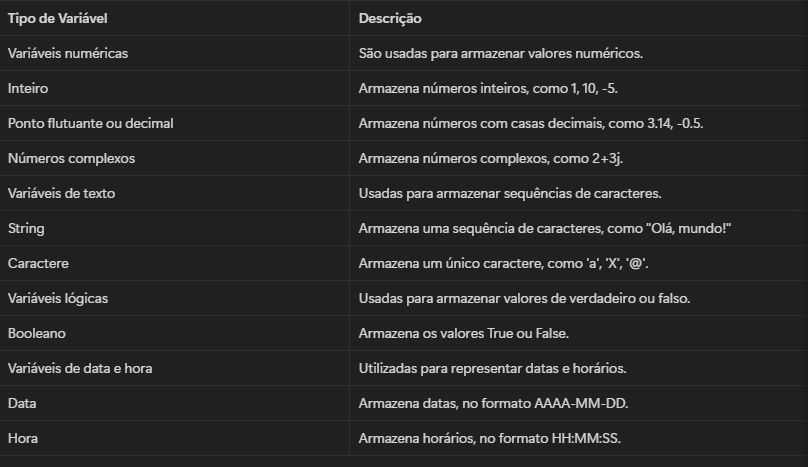 Tipo de Variável Descrição
Variáveis numéricas São usadas para armazenar valores numéricos.
Inteiro Armazena números inteiros, como 1, 10, -5.
Ponto flutuante ou decimal Armazena números com casas decimais, como 3.14, -0.5.
Números complexos Armazena números complexos, como 2+3j.
Variáveis de texto Usadas para armazenar sequências de caracteres.
String Armazena uma sequência de caracteres, como "Olá, mundo!"
Caractere Armazena um único caractere, como 'a', 'X', '@'.
Variáveis lógicas Usadas para armazenar valores de verdadeiro ou falso.
Booleano Armazena os valores True ou False.
Variáveis de data e hora Utilizadas para representar datas e horários.
Data Armazena datas, no formato AAAA-MM-DD.
Hora Armazena horários, no formato HH:MM:SS.